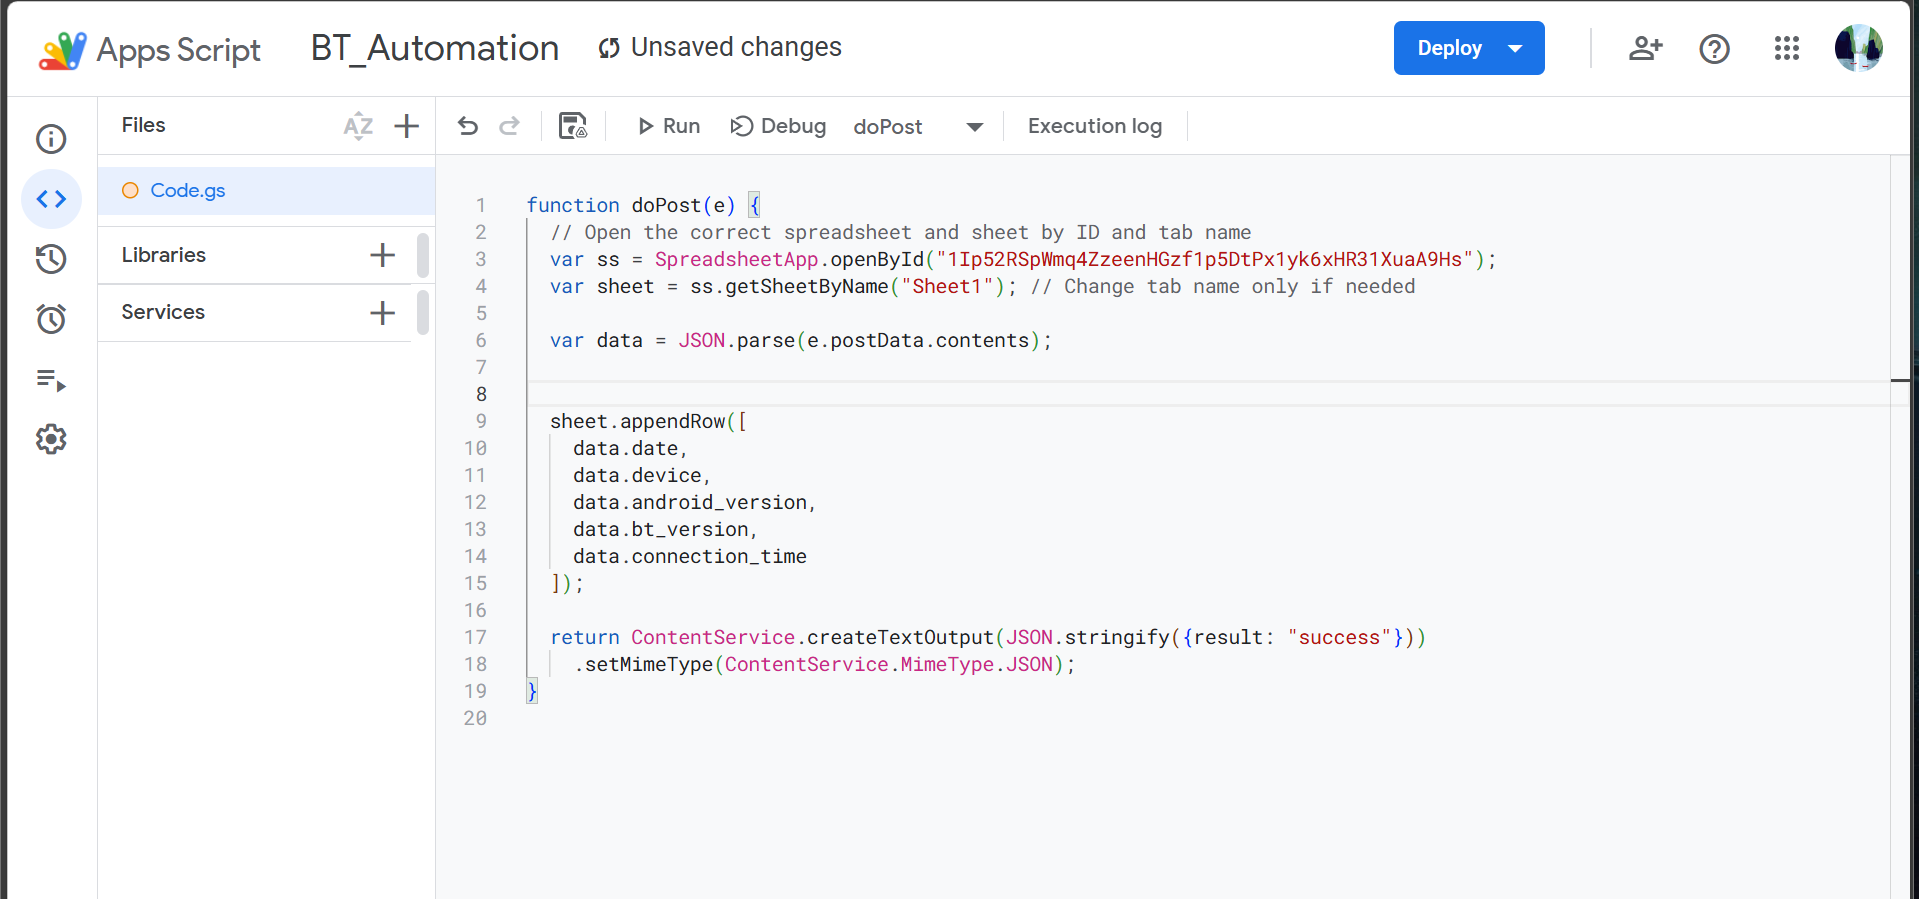 Apps Script BT_Automation Unsaved changes Deploy
Files AZ Run Debug doPost Execution log
Code.gs
Libraries
Services
1 function doPost(e) {
2 // Open the correct spreadsheet and sheet by ID and tab name
3 var ss = SpreadsheetApp.openById("1Ip52RSpWmq4ZzeenHGzf1p5DtPx1yk6xHR31XuaA9Hs");
4 var sheet = ss.getSheetByName("Sheet1"); // Change tab name only if needed
5
6 var data = JSON.parse(e.postData.contents);
7
8
9 sheet.appendRow([
10 data.date,
11 data.device,
12 data.android_version,
13 data.bt_version,
14 data.connection_time
15 ]);
16
17 return ContentService.createTextOutput(JSON.stringify({result: "success"}))
18 .setMimeType(ContentService.MimeType.JSON);
19 }
20